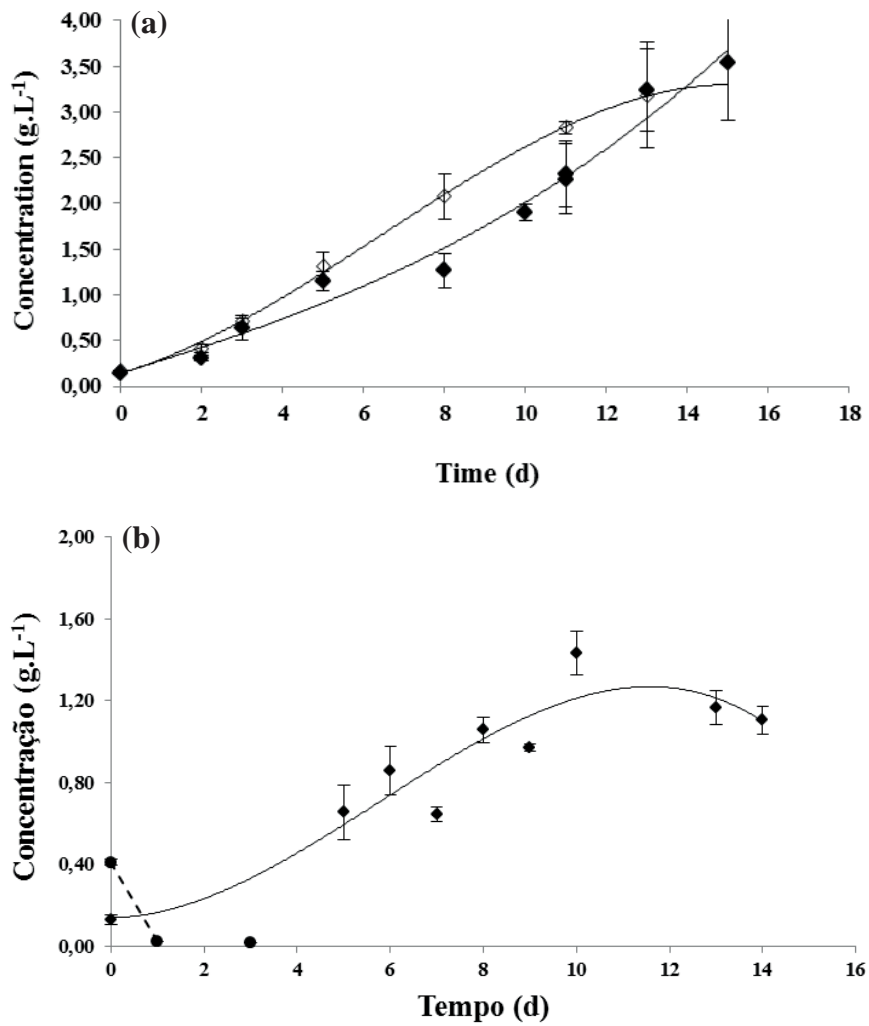 (a)
Concentration (g.L-1)
4,00
3,50
3,00
2,50
2,00
1,50
1,00
0,50
0,00
0 2 4 6 8 10 12 14 16 18
Time (d)
(b)
Concentração (g.L-1)
2,00
1,60
1,20
0,80
0,40
0,00
0 2 4 6 8 10 12 14 16
Tempo (d)